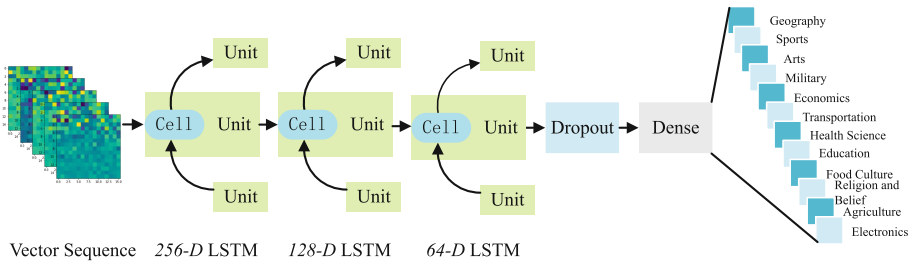 Unit
Unit
Unit
Cell
Unit
Cell
Unit
Cell
Unit
Dropout
Dense
Unit
Unit
Unit
Vector Sequence
256-D LSTM
128-D LSTM
64-D LSTM
Geography
Sports
Arts
Military
Economics
Transportation
Health Science
Education
Food Culture
Religion and
Belief
Agriculture
Electronics